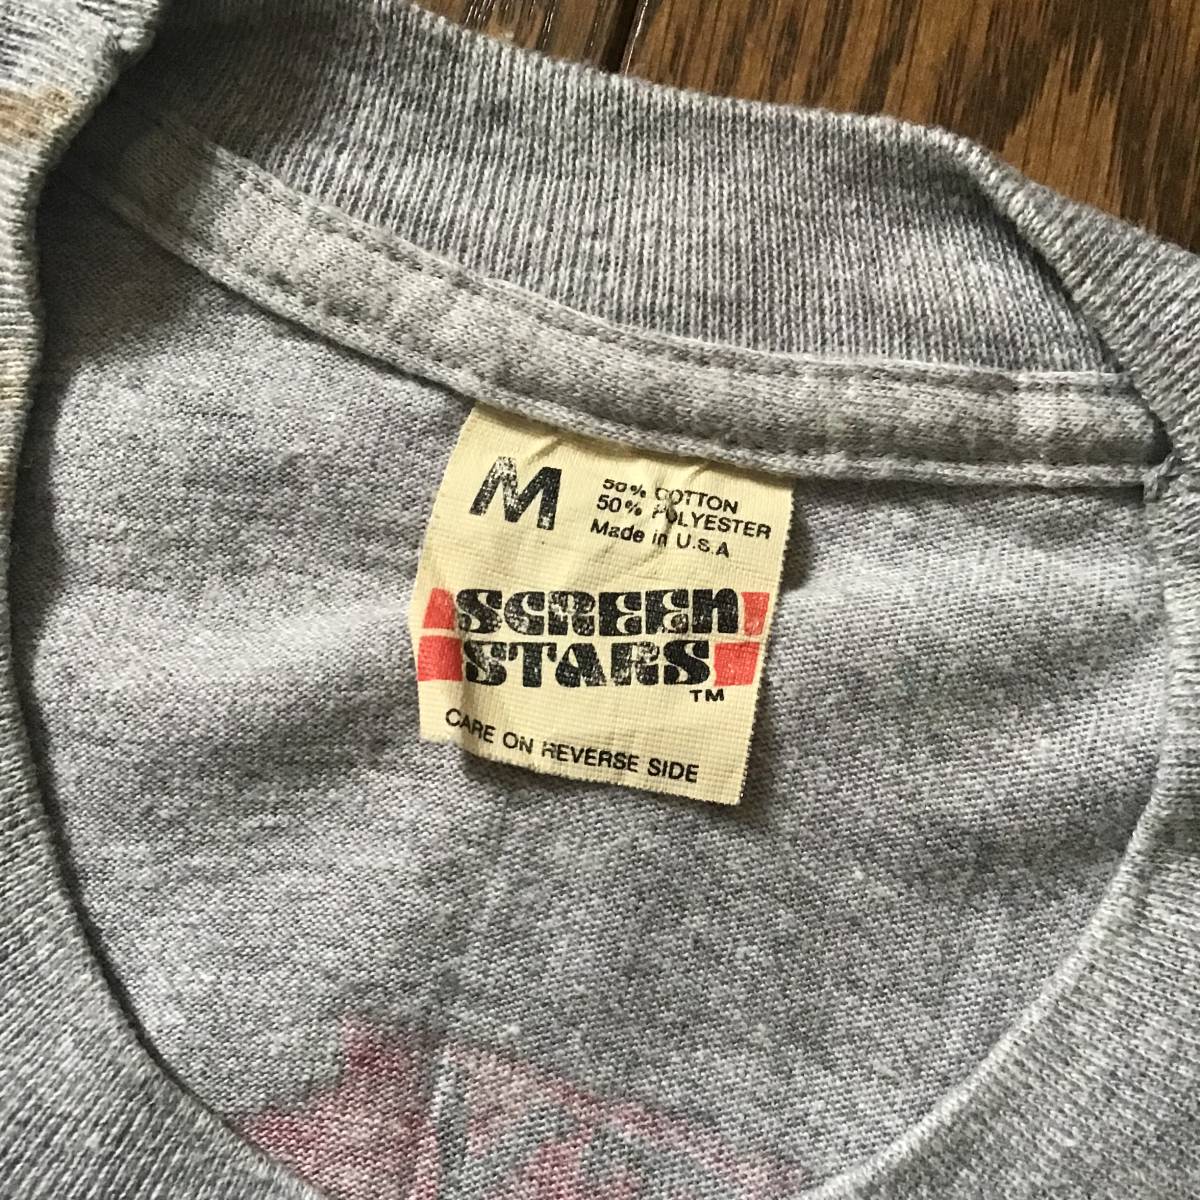 M
50% COTTON
50% POLYESTER
Made in U.S.A
SCREEN
STARS
TM
CARE ON REVERSE SIDE